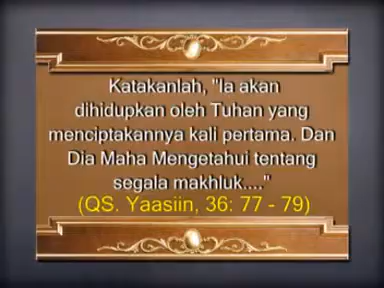 Katakanlah, "Ia akan
dihidupkan oleh Tuhan yang
menciptakannya kali pertama. Dan
Dia Maha Mengetahui tentang
segala makhluk...."
(QS. Yaasiin, 36: 77 - 79)